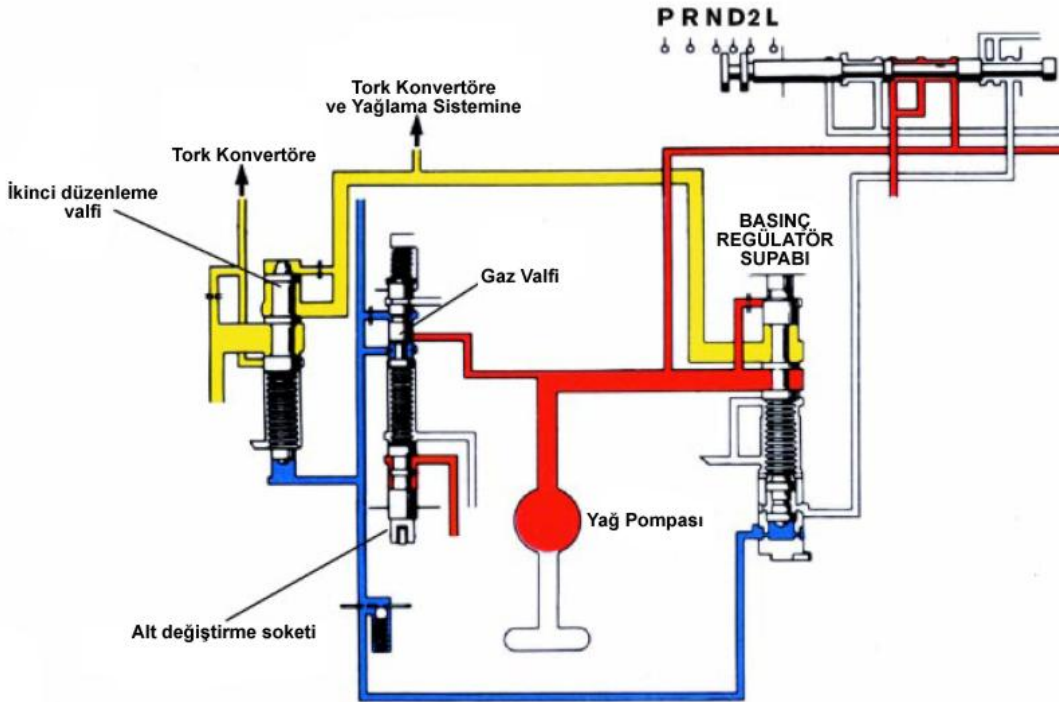 P R N D 2 L
Tork Konvertöre
ve Yağlama Sistemine
Tork Konvertöre
İkinci düzenleme
valfi
BASINÇ
REGÜLATÖR
SUPABI
Gaz Valfi
Yağ Pompası
Alt değiştirme soketi